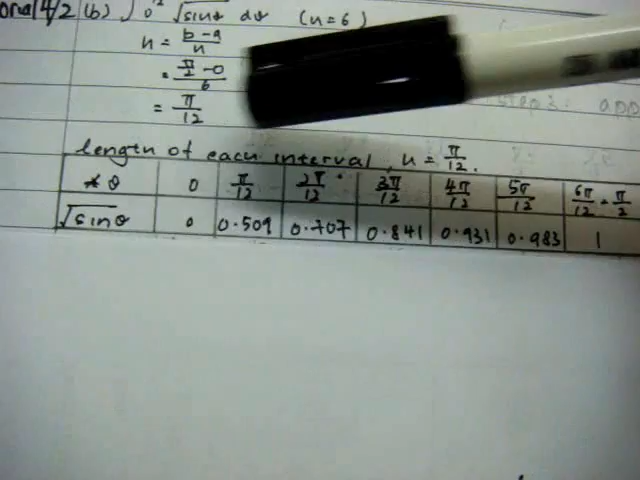 4/2 (b) ∫ 0 √sinθ dθ (n=6)
h = b-a/n
= π/2 - 0/6
= π/12
length of each interval, h = π/12.
θ 0 π/12 2π/12 3π/12 4π/12 5π/12 6π/12 = π/2
√sinθ 0 0.509 0.707 0.841 0.931 0.983 1